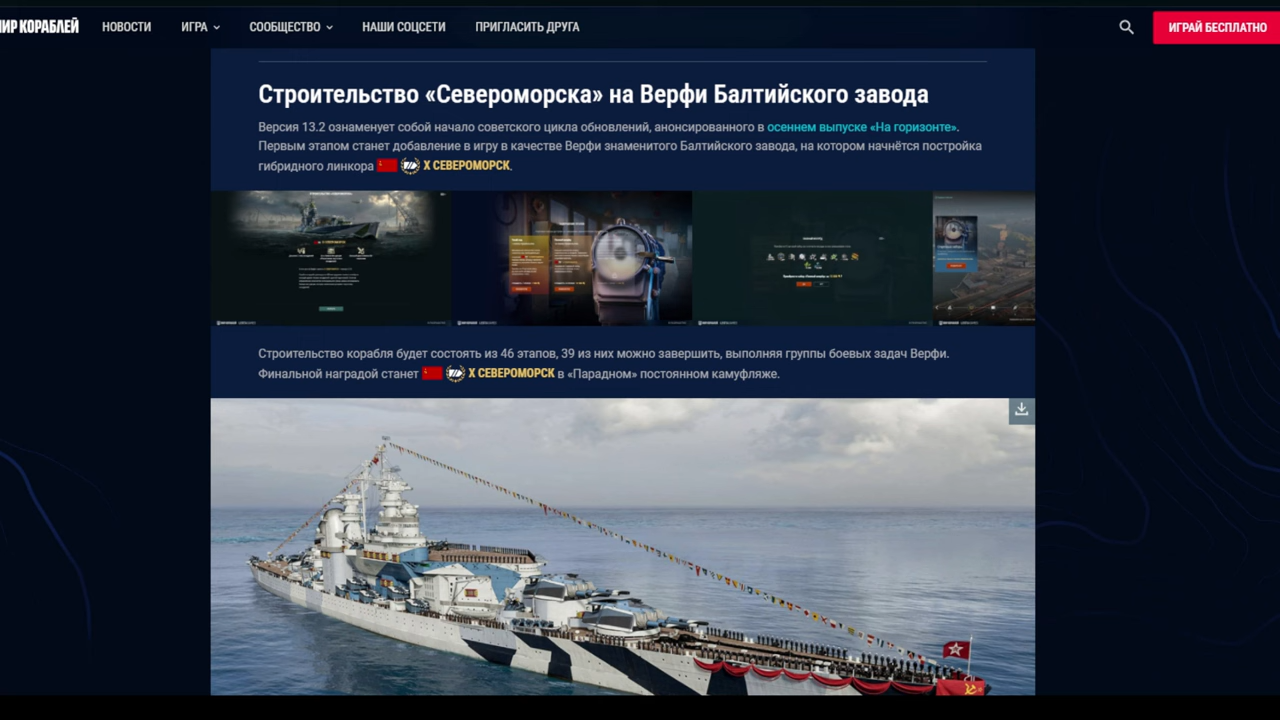 МИР КОРАБЛЕЙ НОВОСТИ ИГРА СООБЩЕСТВО НАШИ СОЦСЕТИ ПРИГЛАСИТЬ ДРУГА ИГРАЙ БЕСПЛАТНО
Строительство «Североморска» на Верфи Балтийского завода
Версия 13.2 ознаменует собой начало советского цикла обновлений, анонсированного в осеннем выпуске «На горизонте».
Первым этапом станет добавление в игру в качестве Верфи знаменитого Балтийского завода, на котором начнётся постройка
гибридного линкора X СЕВЕРОМОРСК.
Строительство корабля будет состоять из 46 этапов, 39 из них можно завершить, выполняя группы боевых задач Верфи.
Финальной наградой станет X СЕВЕРОМОРСК в «Парадном» постоянном камуфляже.